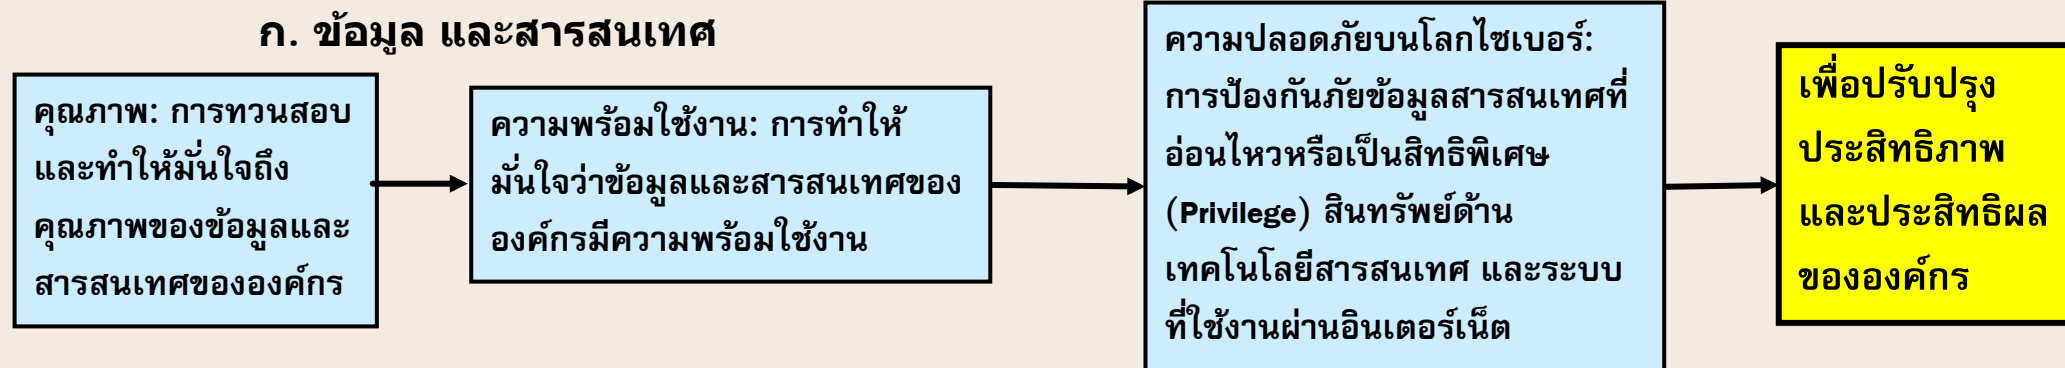 ก. ข้อมูล และสารสนเทศ
คุณภาพ: การทวนสอบ
และทำให้มั่นใจถึง
คุณภาพของข้อมูลและ
สารสนเทศขององค์กร
ความพร้อมใช้งาน: การทำให้
มั่นใจว่าข้อมูลและสารสนเทศของ
องค์กรมีความพร้อมใช้งาน
ความปลอดภัยบนโลกไซเบอร์:
การป้องกันภัยข้อมูลสารสนเทศที่
อ่อนไหวหรือเป็นสิทธิพิเศษ
(Privilege) สินทรัพย์ด้าน
เทคโนโลยีสารสนเทศ และระบบ
ที่ใช้งานผ่านอินเตอร์เน็ต
เพื่อปรับปรุง
ประสิทธิภาพ
และประสิทธิผล
ขององค์กร